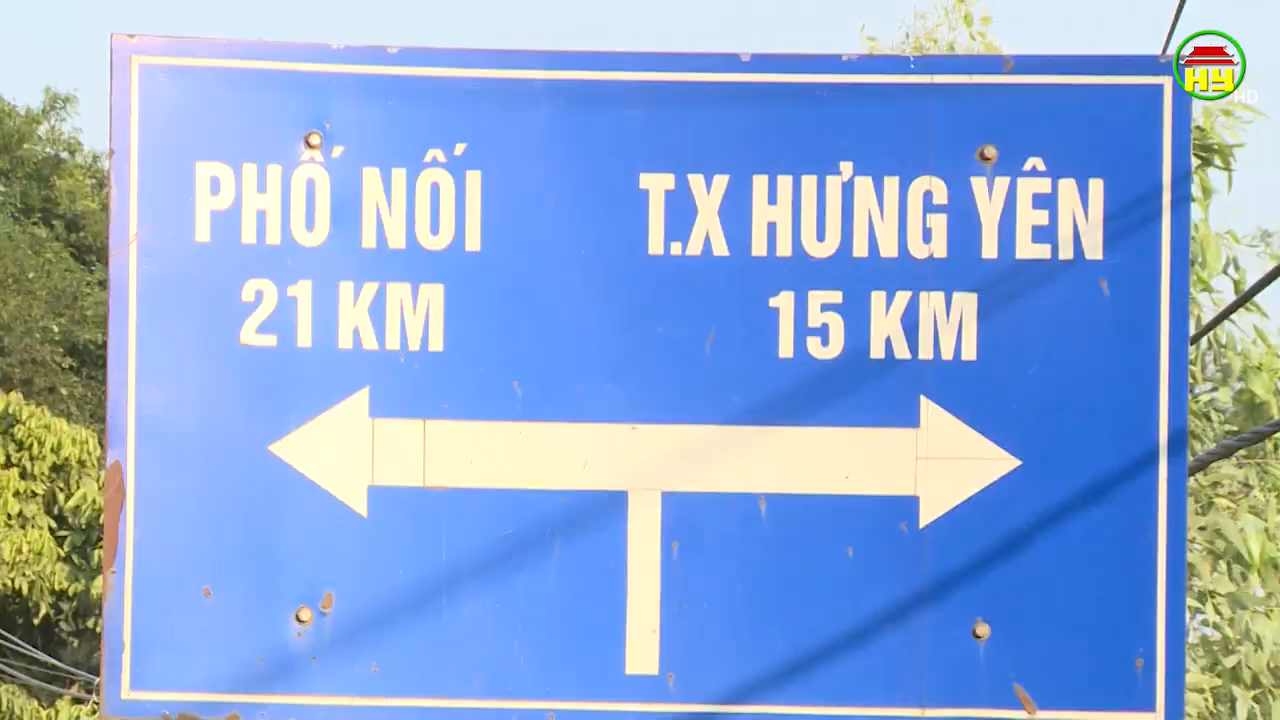 PHỐ NỐI
21 KM
T.X HƯNG YÊN
15 KM
HY
HD